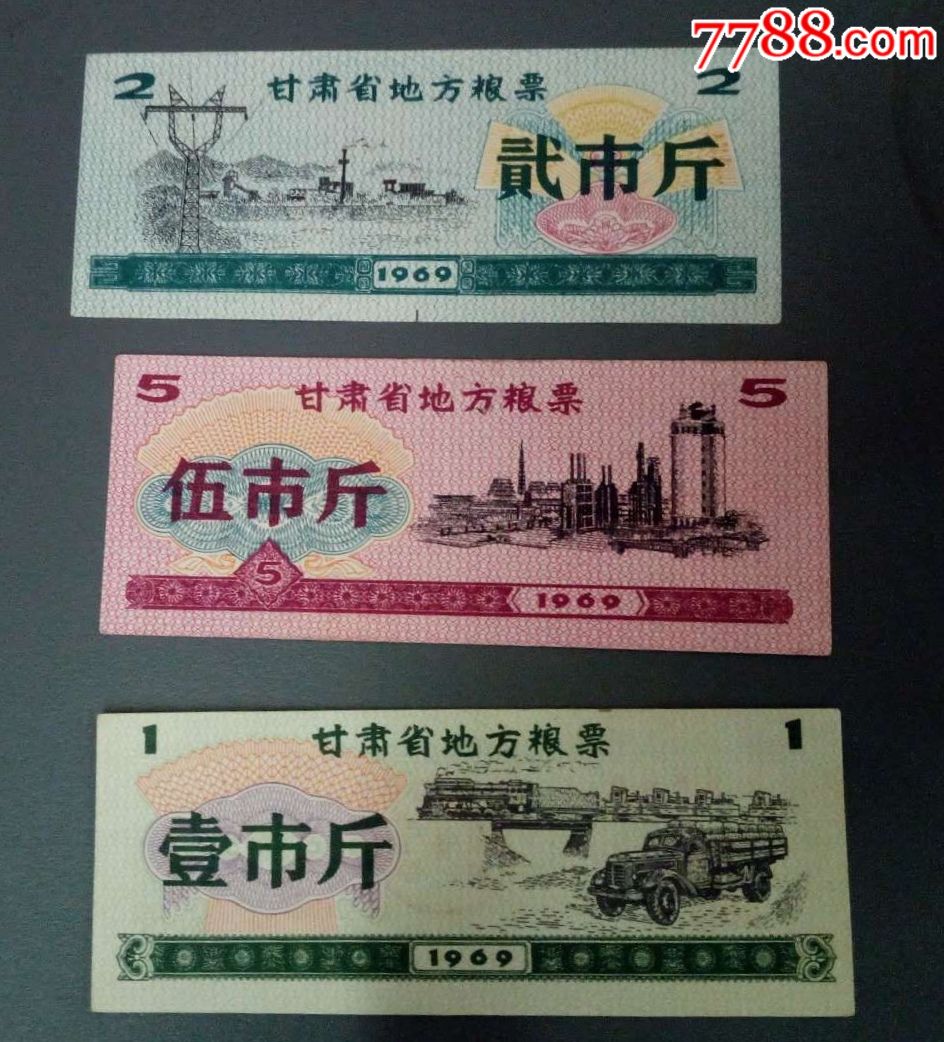 7788.com
2 甘肃省地方粮票 2
貳市斤
1969
5 甘肃省地方粮票 5
伍市斤
5
1969
1 甘肃省地方粮票 1
壹市斤
1969